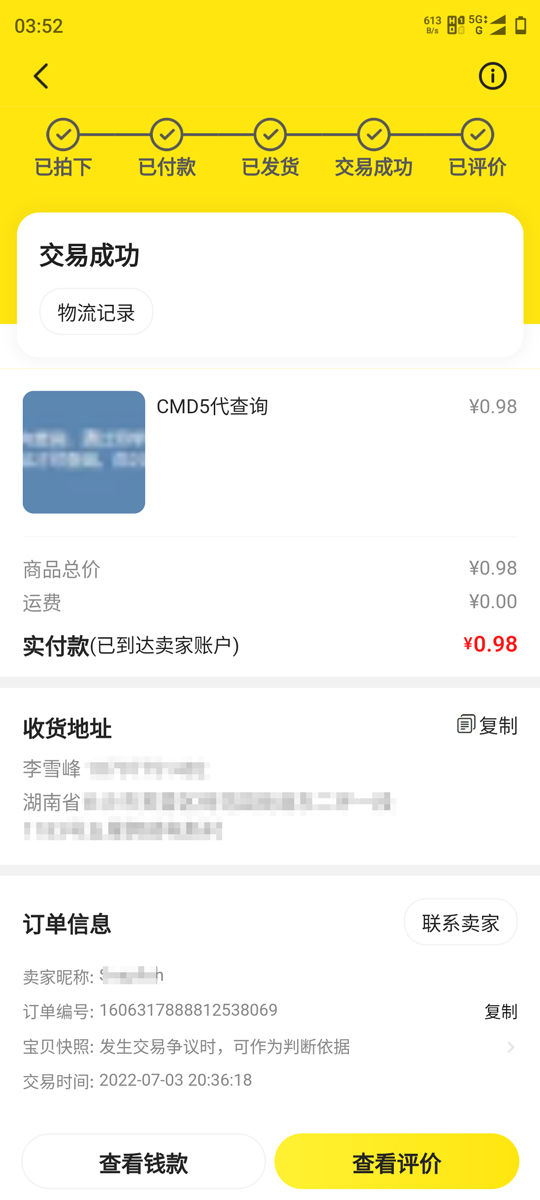 03:52
613 B/s
5G
G
已拍下
已付款
已发货
交易成功
已评价
交易成功
物流记录
CMD5代查询
¥0.98
商品总价
¥0.98
运费
¥0.00
实付款(已到达卖家账户)
¥0.98
收货地址
复制
李雪峰
湖南省
订单信息
联系卖家
卖家昵称:
订单编号: 1606317888812538069
复制
宝贝快照: 发生交易争议时，可作为判断依据
交易时间: 2022-07-03 20:36:18
查看钱款
查看评价